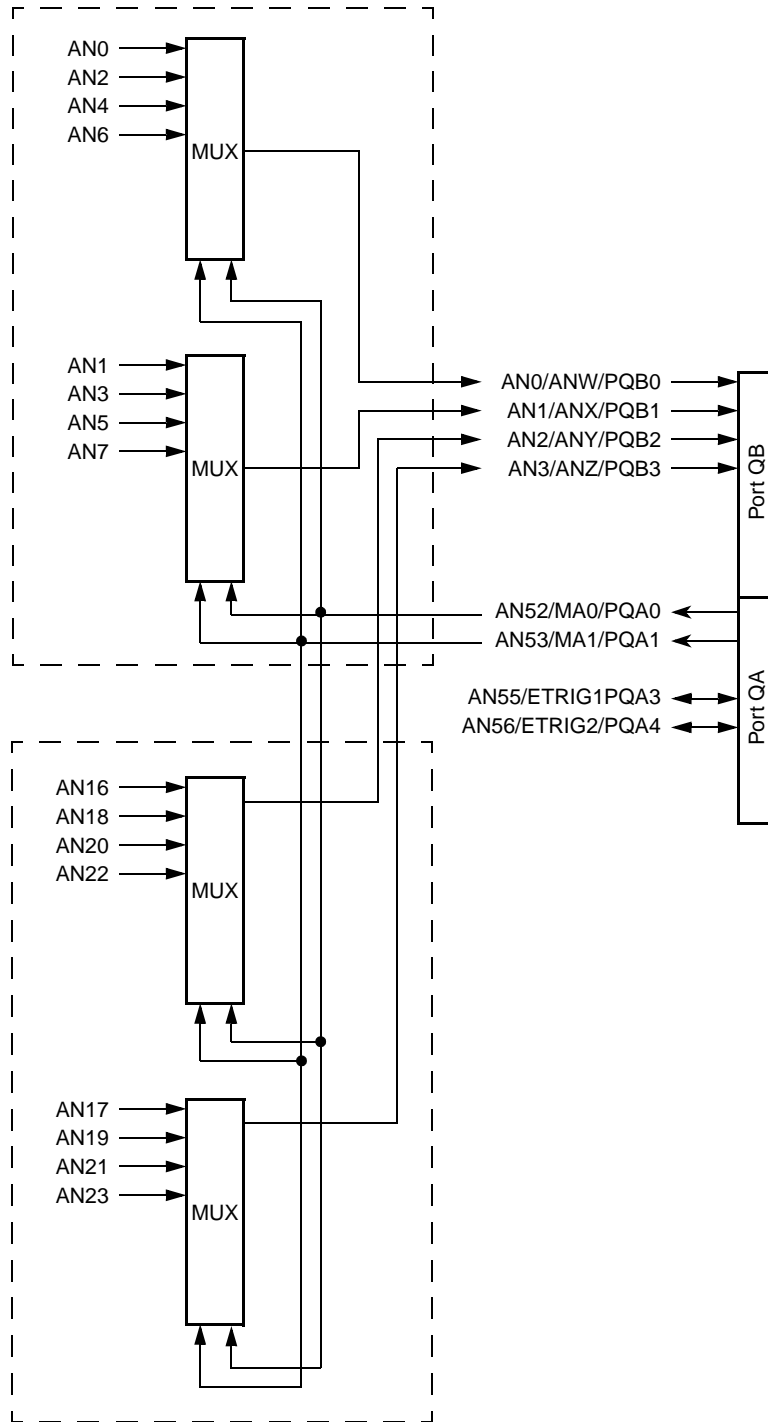 AN0
AN2
AN4
AN6
MUX
AN1
AN3
AN5
AN7
MUX
AN0/ANW/PQB0
AN1/ANX/PQB1
AN2/ANY/PQB2
AN3/ANZ/PQB3
Port QB
AN52/MA0/PQA0
AN53/MA1/PQA1
AN55/ETRIG1PQA3
AN56/ETRIG2/PQA4
Port QA
AN16
AN18
AN20
AN22
MUX
AN17
AN19
AN21
AN23
MUX